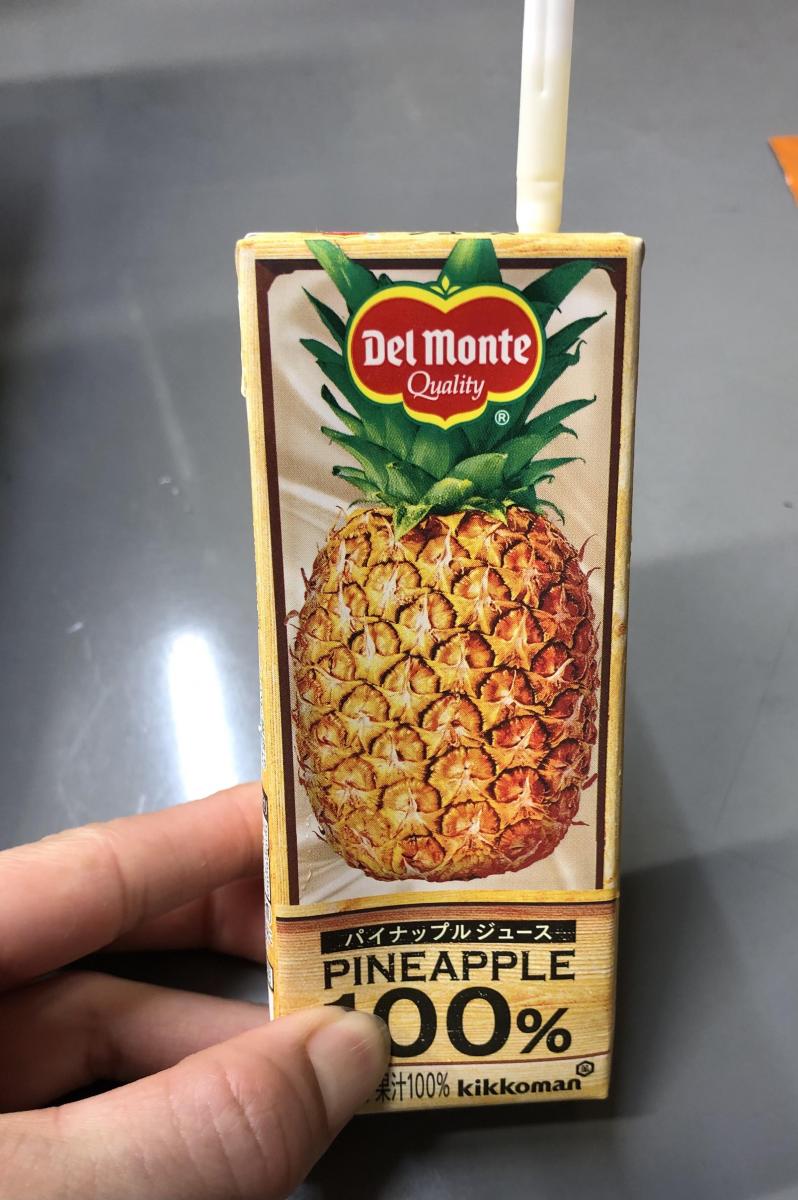 Del Monte
Quality
®
パイナップルジュース
PINEAPPLE
100%
果汁100% kikkoman